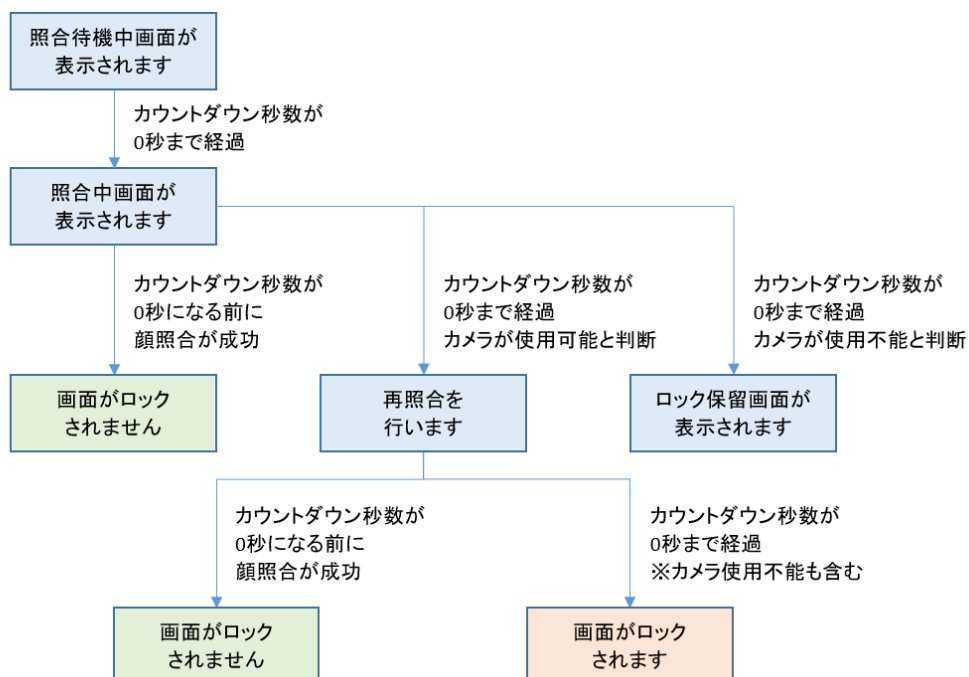 照合待機中画面が
表示されます
カウントダウン秒数が
0秒まで経過
照合中画面が
表示されます
カウントダウン秒数が
0秒になる前に
顔照合が成功
カウントダウン秒数が
0秒まで経過
カメラが使用可能と判断
カウントダウン秒数が
0秒まで経過
カメラが使用不能と判断
画面がロック
されません
再照合を
行います
ロック保留画面が
表示されます
カウントダウン秒数が
0秒になる前に
顔照合が成功
カウントダウン秒数が
0秒まで経過
※カメラ使用不能も含む
画面がロック
されません
画面がロック
されます